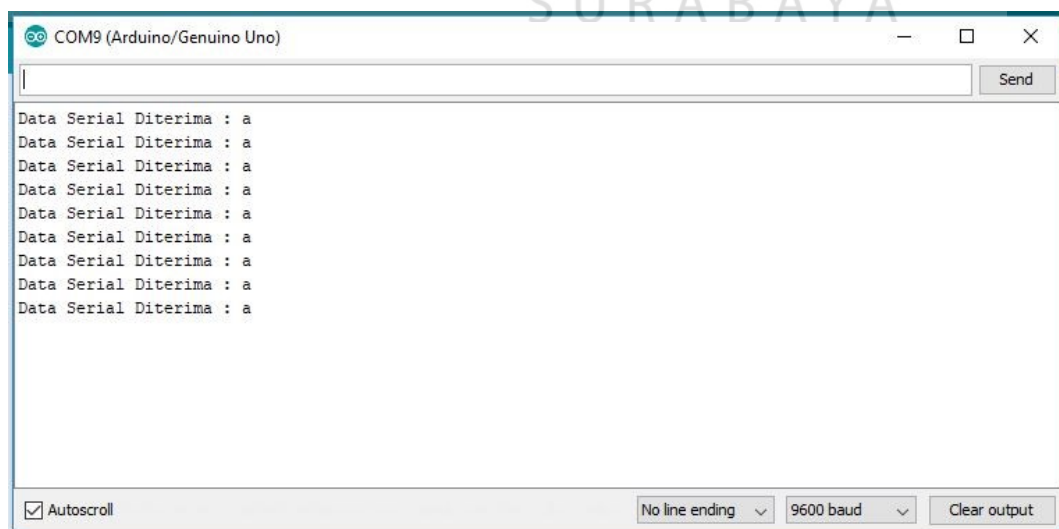 SURABAYA
COM9 (Arduino/Genuino Uno)
Send
Data Serial Diterima : a
Data Serial Diterima : a
Data Serial Diterima : a
Data Serial Diterima : a
Data Serial Diterima : a
Data Serial Diterima : a
Data Serial Diterima : a
Data Serial Diterima : a
Data Serial Diterima : a
Autoscroll No line ending 9600 baud Clear output